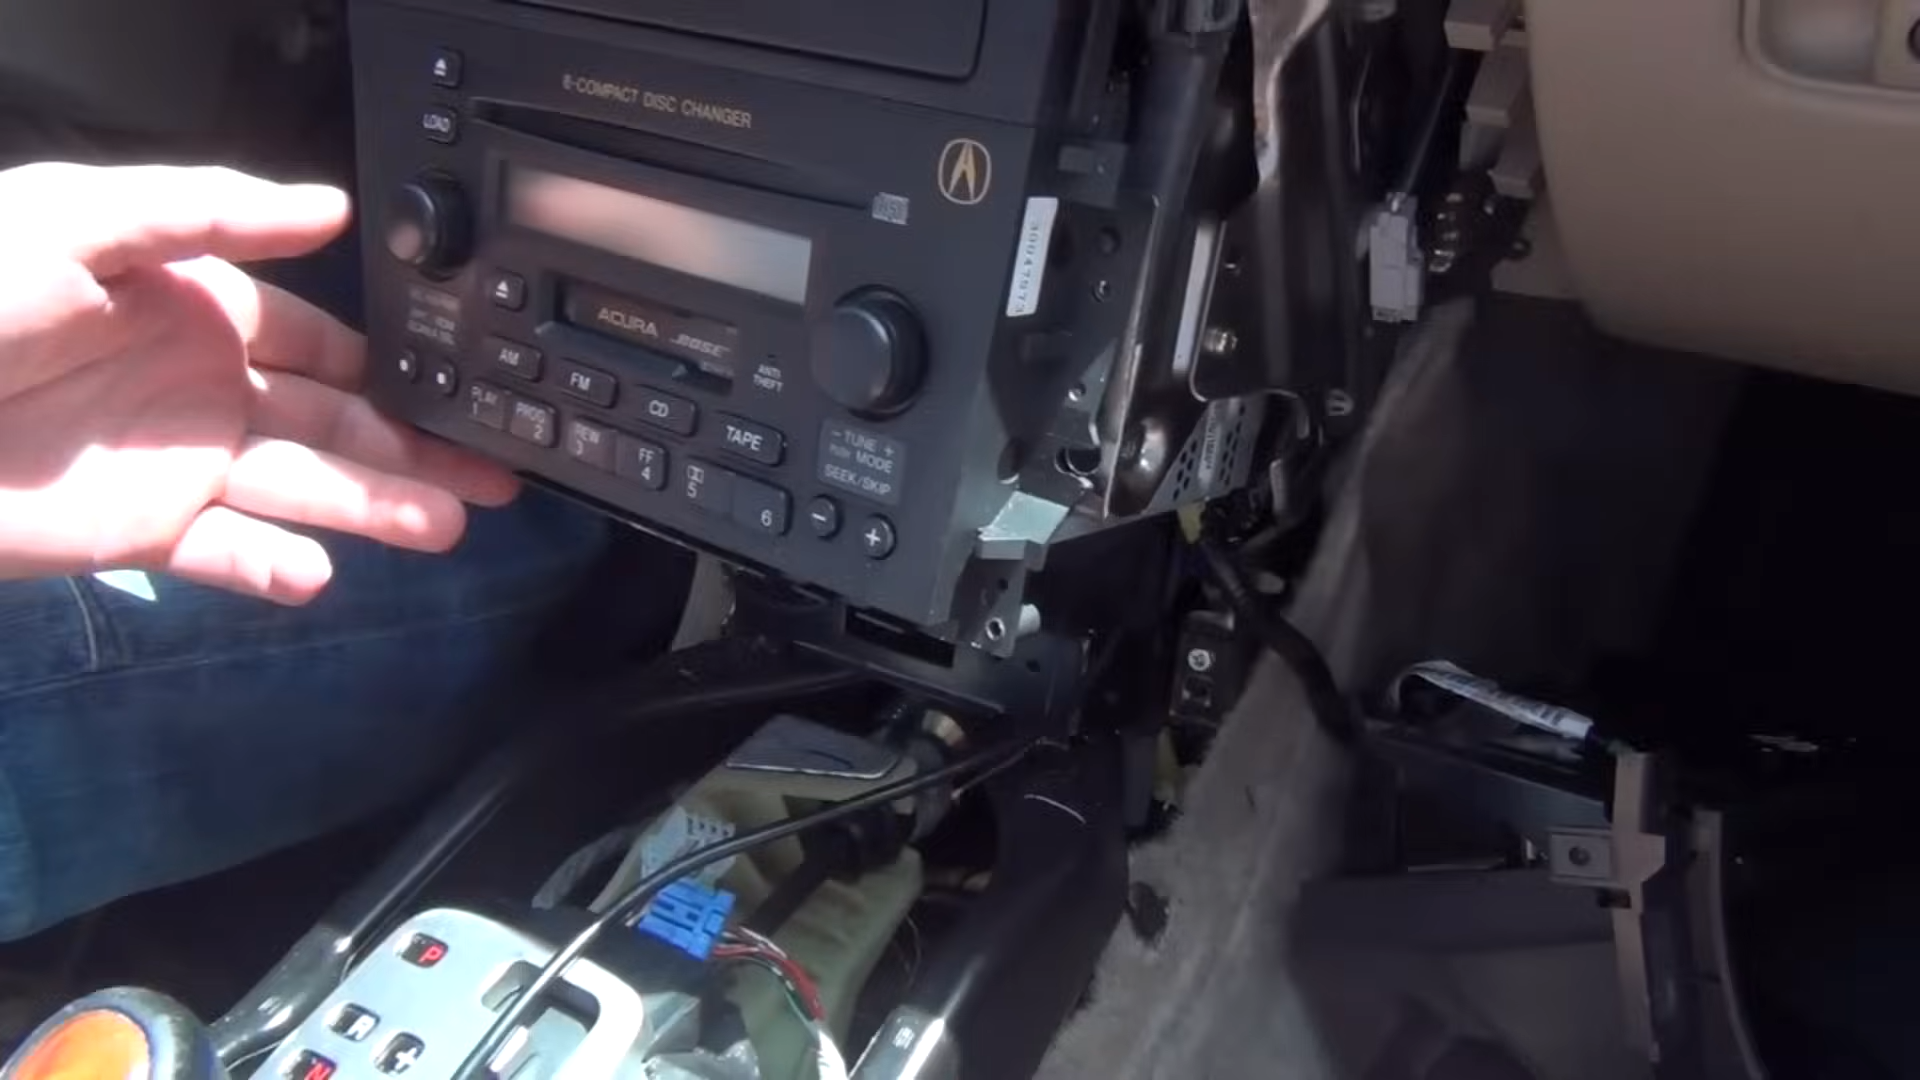 6-COMPACT DISC CHANGER
LOAD
ACURA
BOSE
ANTI
THEFT
AM
FM
CD
TAPE
PLAY
1
PROG
2
REW
3
FF
4
5
6
- TUNE +
PUSH MODE
SEEK/SKIP
-
+
P
R
+
N